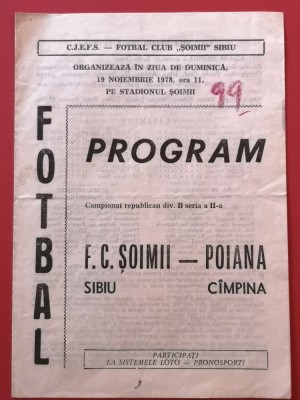 C.J.E.F.S. — FOTBAL CLUB „ŞOIMII" SIBIU
ORGANIZEAZĂ ÎN ZIUA DE DUMINICĂ,
19 NOIEMBRIE 1978, ora 11,
PE STADIONUL ŞOIMII
99
FOTBAL
PROGRAM
Campionat republican div. B seria a II-a
F.C. ŞOIMII — POIANA
SIBIU CÎMPINA
PARTICIPAŢI
LA SISTEMELE LOTO — PRONOSPORT!